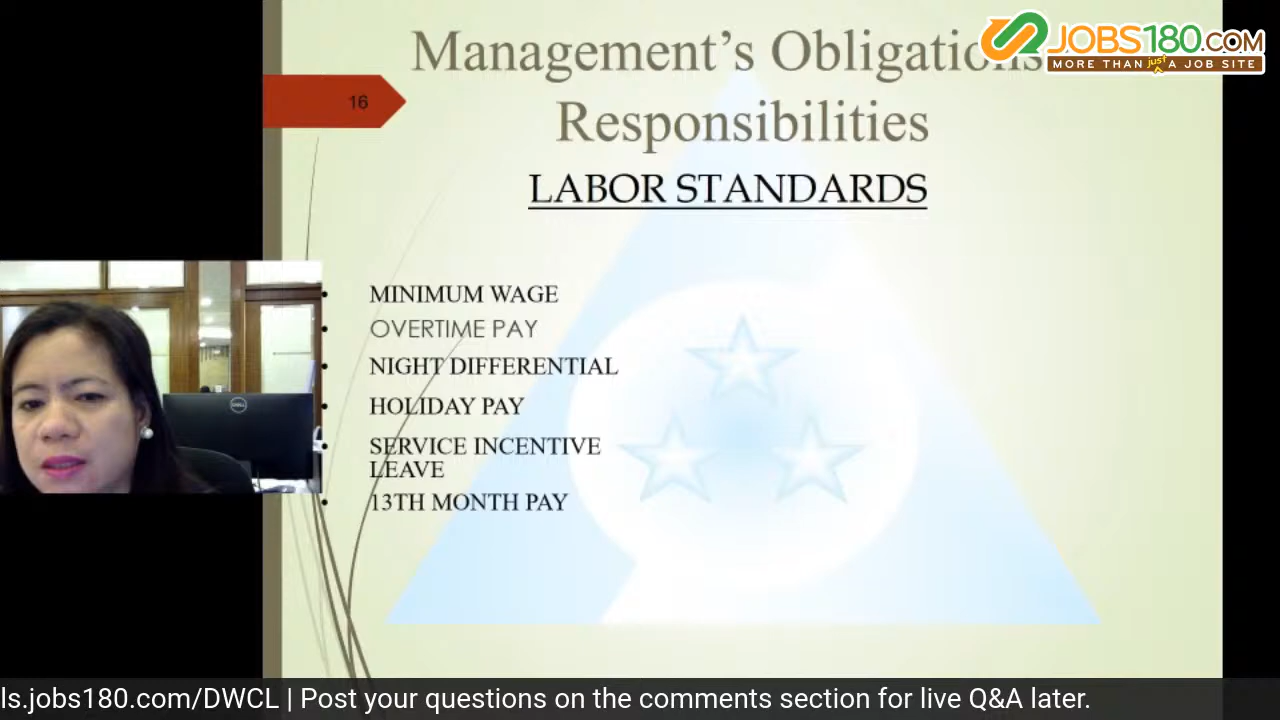 Management's Obligations
JOBS180.COM
MORE THAN just A JOB SITE
16
Responsibilities
LABOR STANDARDS
MINIMUM WAGE
OVERTIME PAY
NIGHT DIFFERENTIAL
HOLIDAY PAY
SERVICE INCENTIVE
LEAVE
13TH MONTH PAY
DELL
ls.jobs180.com/DWCL | Post your questions on the comments section for live Q&A later.